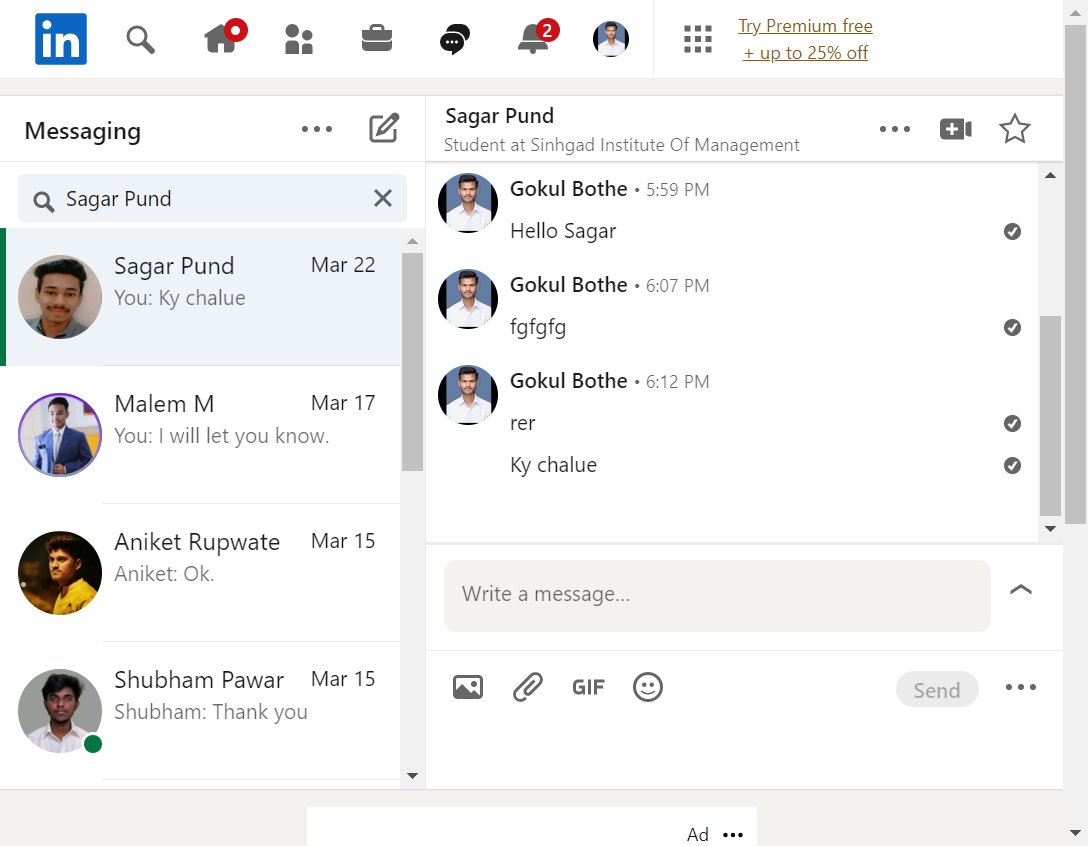 in
2
Try Premium free
+ up to 25% off
Messaging
Sagar Pund
Sagar Pund
Mar 22
You: Ky chalue
Malem M
Mar 17
You: I will let you know.
Aniket Rupwate
Mar 15
Aniket: Ok.
Shubham Pawar
Mar 15
Shubham: Thank you
Sagar Pund
Student at Sinhgad Institute Of Management
Gokul Bothe • 5:59 PM
Hello Sagar
Gokul Bothe • 6:07 PM
fgfgfg
Gokul Bothe • 6:12 PM
rer
Ky chalue
Write a message...
GIF
Send
Ad